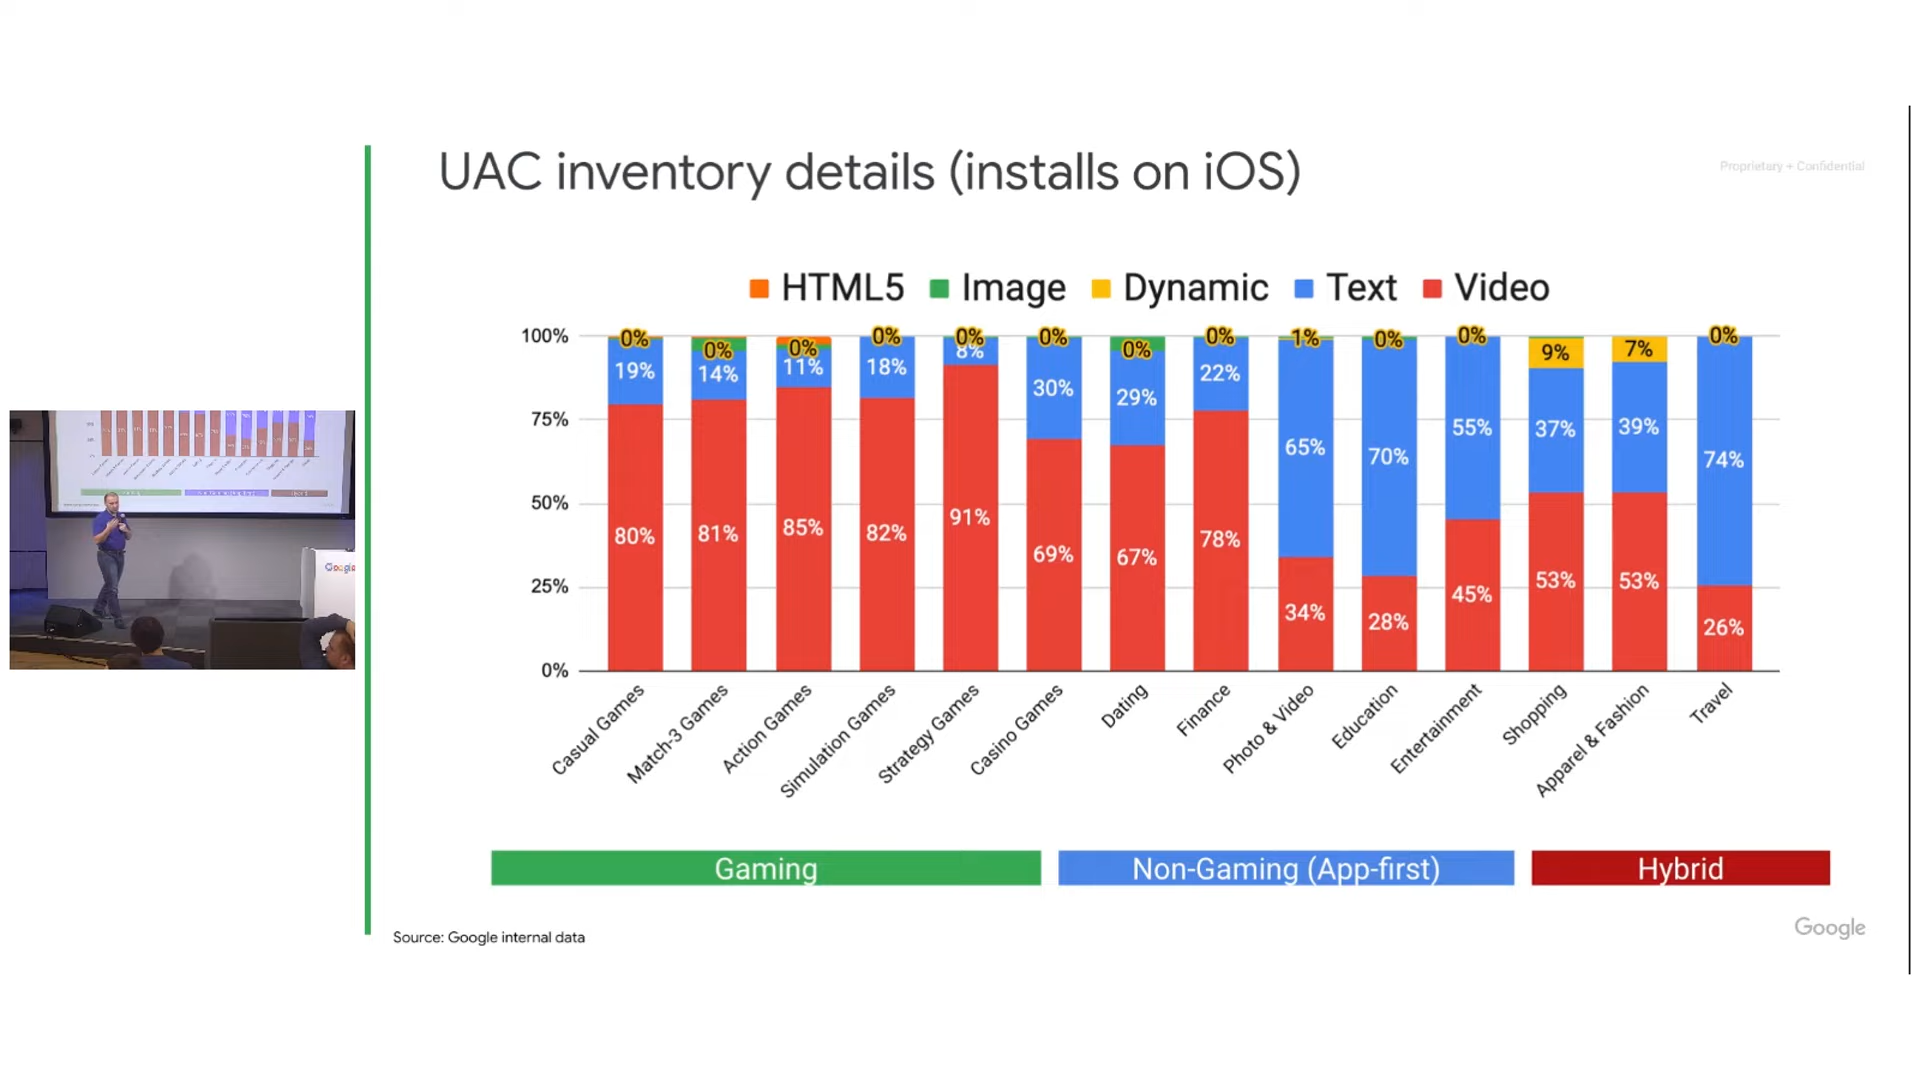 UAC inventory details (installs on iOS)
Proprietary + Confidential
HTML5 Image Dynamic Text Video
100%
75%
50%
25%
0%
0% 0% 0% 0% 0% 0% 0% 0% 1% 0% 0% 9% 7% 0%
19% 14% 11% 18% 8% 30% 29% 22% 65% 70% 55% 37% 39% 74%
80% 81% 85% 82% 91% 69% 67% 78% 34% 28% 45% 53% 53% 26%
Casual Games
Match-3 Games
Action Games
Simulation Games
Strategy Games
Casino Games
Dating
Finance
Photo & Video
Education
Entertainment
Shopping
Apparel & Fashion
Travel
Gaming
Non-Gaming (App-first)
Hybrid
Source: Google internal data
Google
Google